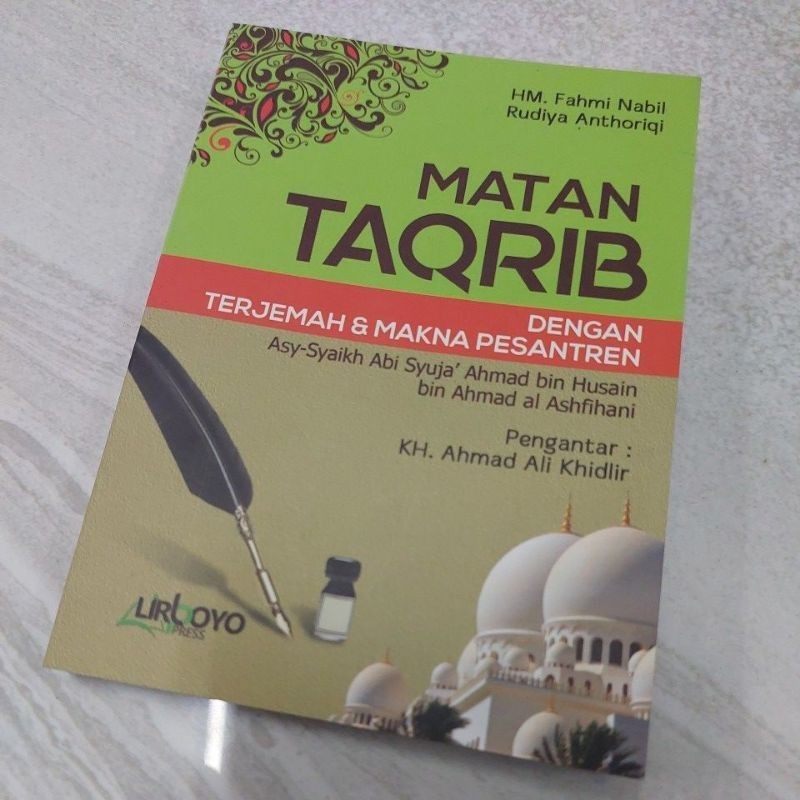 HM. Fahmi Nabil
Rudiya Anthoriqi
MATAN
TAQRIB
DENGAN
TERJEMAH & MAKNA PESANTREN
Asy-Syaikh Abi Syuja' Ahmad bin Husain
bin Ahmad al Ashfihani
Pengantar :
KH. Ahmad Ali Khidlir
LIRBOYO
PRESS